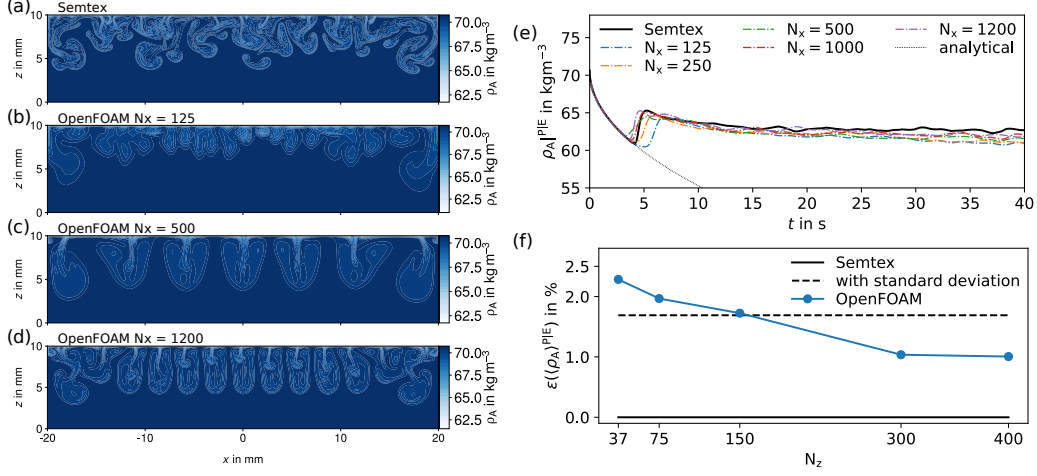 (a)
Semtex
10
5
0
z in mm
70.0
67.5
65.0
62.5
ρA in kg m−3
(b)
OpenFOAM Nx = 125
10
5
0
z in mm
70.0
67.5
65.0
62.5
ρA in kg m−3
(c)
OpenFOAM Nx = 500
10
5
0
z in mm
70.0
67.5
65.0
62.5
ρA in kg m−3
(d)
OpenFOAM Nx = 1200
10
5
0
z in mm
70.0
67.5
65.0
62.5
ρA in kg m−3
-20 -10 0 10 20
x in mm
(e)
Semtex
Nx = 125
Nx = 250
Nx = 500
Nx = 1000
Nx = 1200
analytical
75
70
65
60
55
ρA|P|E in kgm−3
0 5 10 15 20 25 30 35 40
t in s
(f)
Semtex
with standard deviation
OpenFOAM
2.5
2.0
1.0
0.0
ε(⟨ρA⟩P|E) in %
37 75 150 300 400
Nz